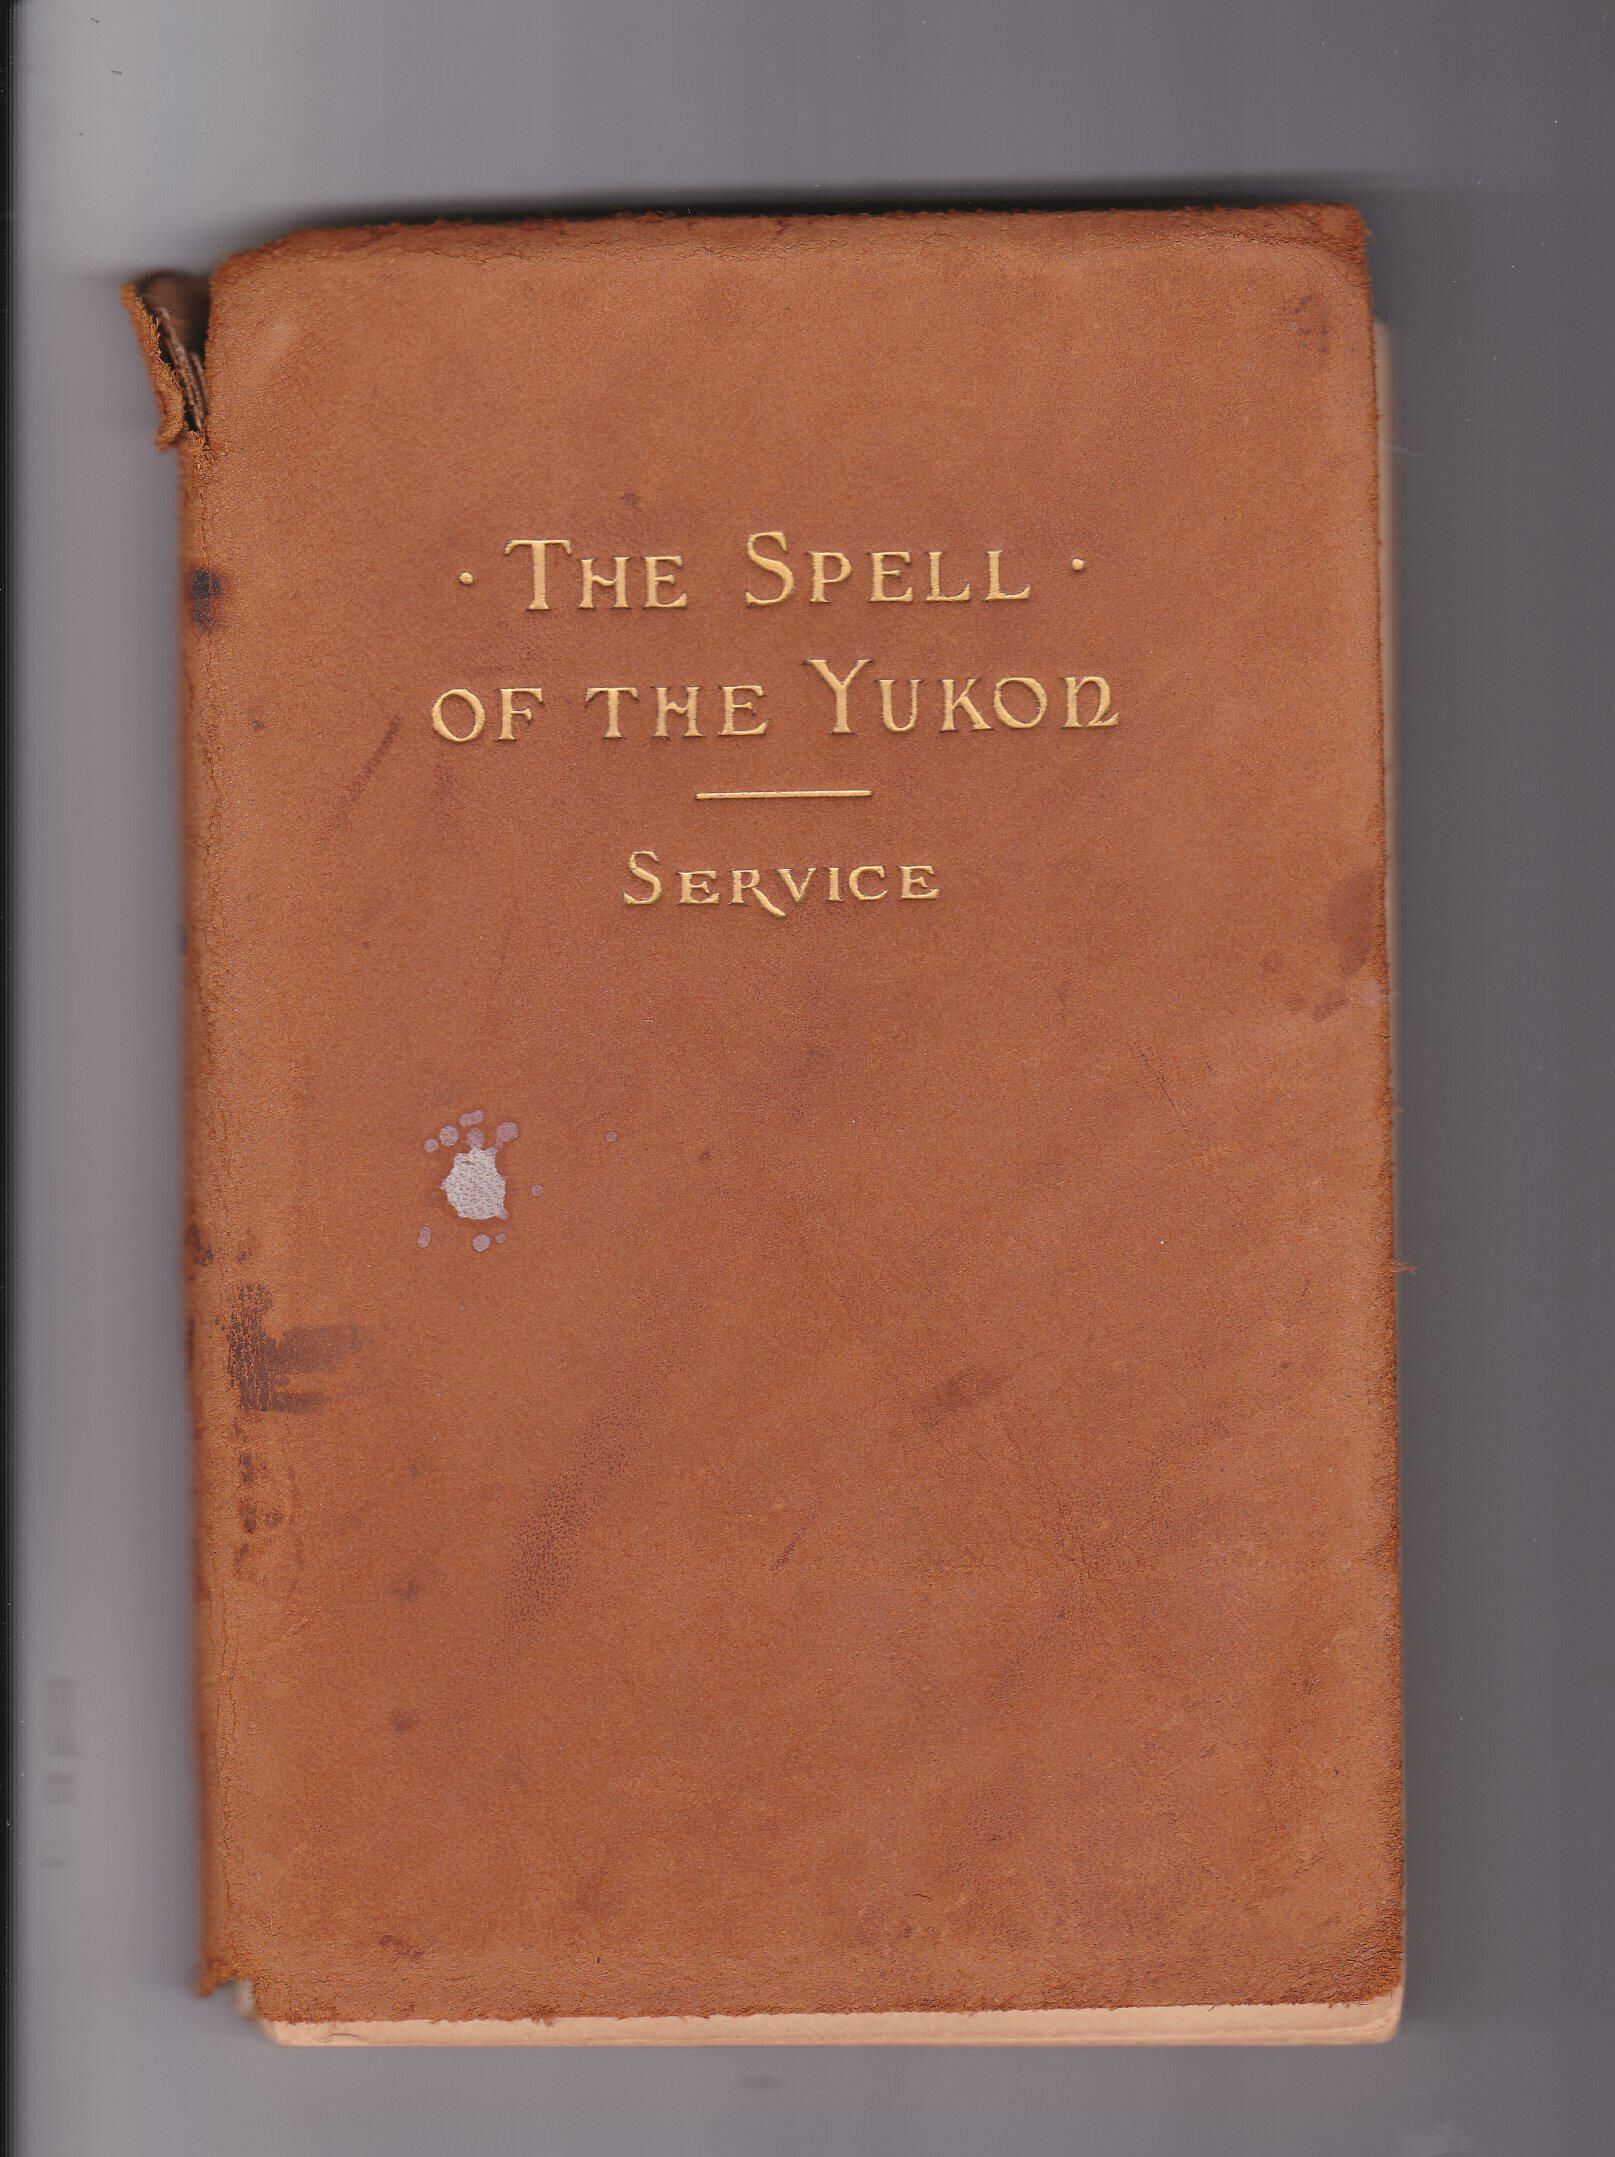 · THE SPELL ·
OF THE YUKON
SERVICE